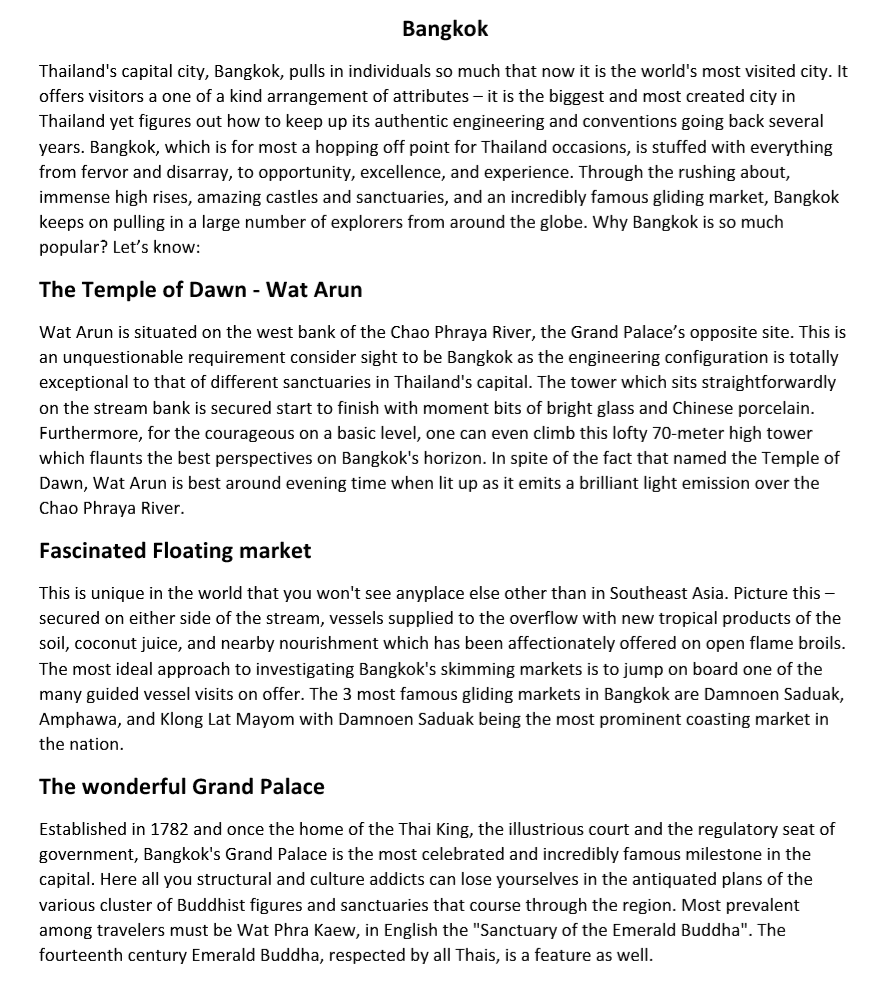 Bangkok
Thailand's capital city, Bangkok, pulls in individuals so much that now it is the world's most visited city. It
offers visitors a one of a kind arrangement of attributes – it is the biggest and most created city in
Thailand yet figures out how to keep up its authentic engineering and conventions going back several
years. Bangkok, which is for most a hopping off point for Thailand occasions, is stuffed with everything
from fervor and disarray, to opportunity, excellence, and experience. Through the rushing about,
immense high rises, amazing castles and sanctuaries, and an incredibly famous gliding market, Bangkok
keeps on pulling in a large number of explorers from around the globe. Why Bangkok is so much
popular? Let’s know:
The Temple of Dawn - Wat Arun
Wat Arun is situated on the west bank of the Chao Phraya River, the Grand Palace’s opposite site. This is
an unquestionable requirement consider sight to be Bangkok as the engineering configuration is totally
exceptional to that of different sanctuaries in Thailand's capital. The tower which sits straightforwardly
on the stream bank is secured start to finish with moment bits of bright glass and Chinese porcelain.
Furthermore, for the courageous on a basic level, one can even climb this lofty 70-meter high tower
which flaunts the best perspectives on Bangkok's horizon. In spite of the fact that named the Temple of
Dawn, Wat Arun is best around evening time when lit up as it emits a brilliant light emission over the
Chao Phraya River.
Fascinated Floating market
This is unique in the world that you won't see anyplace else other than in Southeast Asia. Picture this –
secured on either side of the stream, vessels supplied to the overflow with new tropical products of the
soil, coconut juice, and nearby nourishment which has been affectionately offered on open flame broils.
The most ideal approach to investigating Bangkok's skimming markets is to jump on board one of the
many guided vessel visits on offer. The 3 most famous gliding markets in Bangkok are Damnoen Saduak,
Amphawa, and Klong Lat Mayom with Damnoen Saduak being the most prominent coasting market in
the nation.
The wonderful Grand Palace
Established in 1782 and once the home of the Thai King, the illustrious court and the regulatory seat of
government, Bangkok's Grand Palace is the most celebrated and incredibly famous milestone in the
capital. Here all you structural and culture addicts can lose yourselves in the antiquated plans of the
various cluster of Buddhist figures and sanctuaries that course through the region. Most prevalent
among travelers must be Wat Phra Kaew, in English the "Sanctuary of the Emerald Buddha". The
fourteenth century Emerald Buddha, respected by all Thais, is a feature as well.